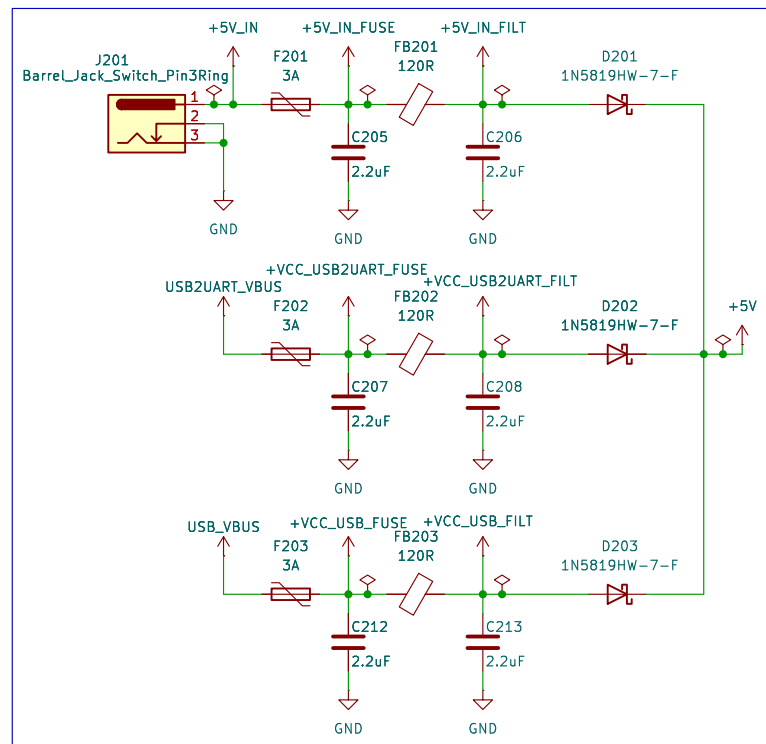 +5V_IN
+5V_IN_FUSE
+5V_IN_FILT
J201
Barrel_Jack_Switch_Pin3Ring
1
2
3
F201
3A
FB201
120R
D201
1N5819HW-7-F
C205
2.2uF
C206
2.2uF
GND
GND
GND
USB2UART_VBUS
+VCC_USB2UART_FUSE
+VCC_USB2UART_FILT
F202
3A
FB202
120R
D202
1N5819HW-7-F
+5V
C207
2.2uF
C208
2.2uF
GND
GND
USB_VBUS
+VCC_USB_FUSE
+VCC_USB_FILT
F203
3A
FB203
120R
D203
1N5819HW-7-F
C212
2.2uF
C213
2.2uF
GND
GND